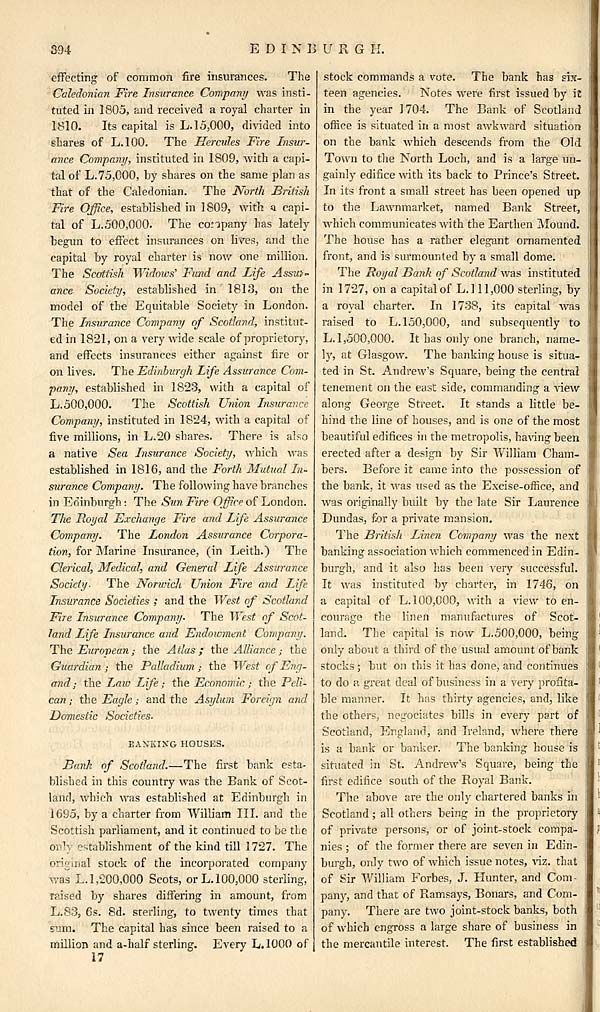 394
EDINBURGH.
effecting of common fire insurances. The
Caledonian Fire Insurance Company was insti-
tuted in 1805, and received a royal charter in
1810. Its capital is L.15,000, divided into
shares of L.100. The Hercules Fire Insur-
ance Company, instituted in 1809, with a capi-
tal of L.75,000, by shares on the same plan as
that of the Caledonian. The North British
Fire Office, established in 1809, with a capi-
tal of L.500,000. The company has lately
begun to effect insurances on lives, and the
capital by royal charter is now one million.
The Scottish Widows' Fund and Life Assur-
ance Society, established in 1813, on the
model of the Equitable Society in London.
The Insurance Company of Scotland, institut-
ed in 1821, on a very wide scale of proprietory,
and effects insurances either against fire or
on lives. The Edinburgh Life Assurance Com-
pany, established in 1823, with a capital of
L.500,000. The Scottish Union Insurance
Company, instituted in 1824, with a capital of
five millions, in L.20 shares. There is also
a native Sea Insurance Society, which was
established in 1816, and the Forth Mutual In-
surance Company. The following have branches
in Edinburgh: The Sun Fire Office of London.
The Royal Exchange Fire and Life Assurance
Company. The London Assurance Corpora-
tion, for Marine Insurance, (in Leith.) The
Clerical, Medical, and General Life Assurance
Society. The Norwich Union Fire and Life
Insurance Societies; and the West of Scotland
Fire Insurance Company. The West of Scot-
land Life Insurance and Endowment Company.
The European; the Atlas; the Alliance; the
Guardian; the Palladium; the West of Eng-
and; the Law Life; the Economic; the Peli-
can; the Eagle; and the Asylum Foreign and
Domestic Societies.
BANKING HOUSES.
Bank of Scotland.—The first bank esta-
blished in this country was the Bank of Scot-
land, which was established at Edinburgh in
1695, by a charter from William III. and the
Scottish parliament, and it continued to be the
only establishment of the kind till 1727. The
original stock of the incorporated company
was L.1,200,000 Scots, or L.100,000 sterling,
raised by shares differing in amount, from
L.83, 6s. 8d. sterling, to twenty times that
sum. The capital has since been raised to a
million and a-half sterling. Every L.1000 of
17
stock commands a vote. The bank has six-
teen agencies. Notes were first issued by it
in the year 1704. The Bank of Scotland
office is situated in a most awkward situation
on the bank which descends from the Old
Town to the North Loch, and is a large un-
gainly edifice with its back to Prince's Street.
In its front a small street has been opened up
to the Lawnmarket, named Bank Street,
which communicates with the Earthen Mound.
The house has a rather elegant ornamented
front, and is surmounted by a small dome.
The Royal Bank of Scotland was instituted
in 1727, on a capital of L.111,000 sterling, by
a royal charter. In 1738, its capital was
raised to L.150,000, and subsequently to
L.1,500,000. It has only one branch, name-
ly, at Glasgow. The banking house is situa-
ted in St. Andrew's Square, being the central
tenement on the east side, commanding a view
along George Street. It stands a little be-
hind the line of houses, and is one of the most
beautiful edifices in the metropolis, having been
erected after a design by Sir William Cham-
bers. Before it came into the possession of
the bank, it was used as the Excise-office, and
was originally built by the late Sir Laurence
Dundas, for a private mansion.
The British Linen Company was the next
banking association which commenced in Edin-
burgh, and it also has been very successful.
It was instituted by charter, in 1746, on
a capital of L.100,000, with a view to en-
courage the linen manufactures of Scot-
land. The capital is now L.500,000, being
only about a third of the usual amount of bank
stocks; but on this it has done, and continues
to do a great deal of business in a very profita-
ble manner. It has thirty agencies, and, like
the others, negociates bills in every part of
Scotland, England, and Ireland, where there
is a bank or banker. The banking house is
situated in St. Andrew's Square, being the
first edifice south of the Royal Bank.
The above are the only chartered banks in
Scotland; all others being in the proprietory
of private persons, or of joint-stock compa-
nies; of the former there are seven in Edin-
burgh, only two of which issue notes, viz. that
of Sir William Forbes, J. Hunter, and Com-
pany, and that of Ramsays, Bonars, and Com-
pany. There are two joint-stock banks, both
of which engross a large share of business in
the mercantile interest. The first established